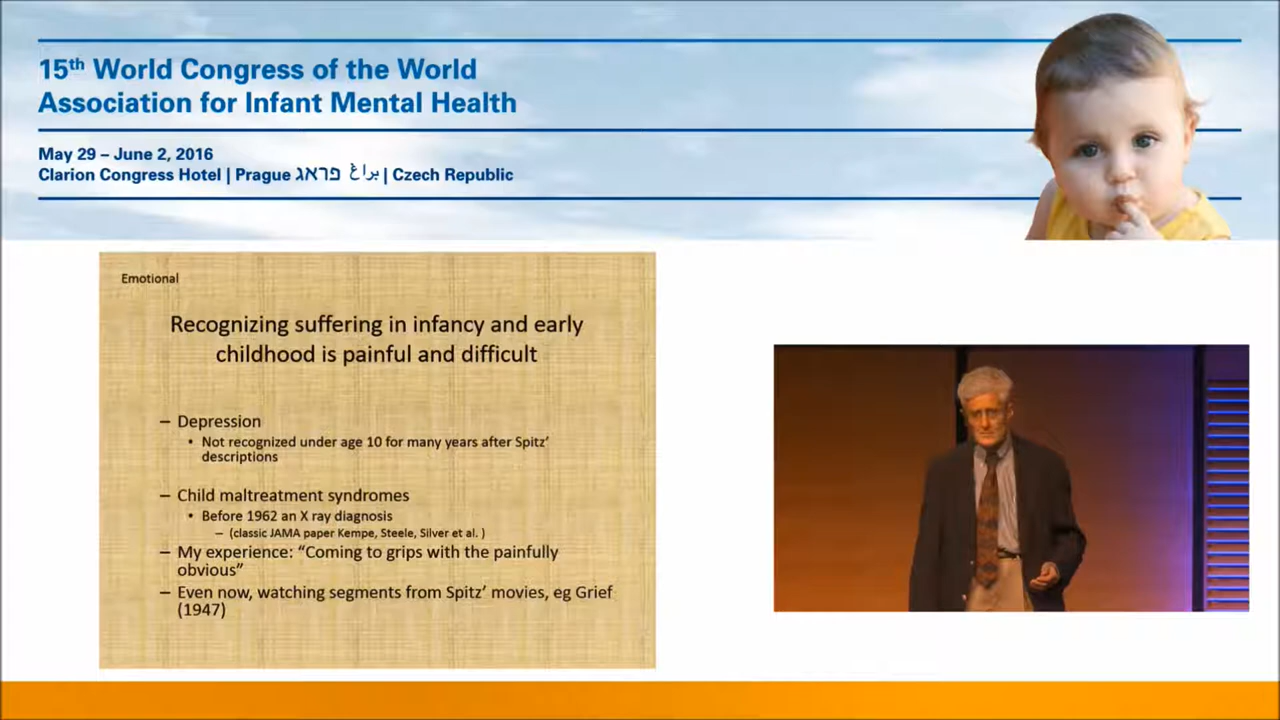 15th World Congress of the World
Association for Infant Mental Health
May 29 – June 2, 2016
Clarion Congress Hotel | Prague פראג براغ | Czech Republic
Emotional
Recognizing suffering in infancy and early
childhood is painful and difficult
– Depression
• Not recognized under age 10 for many years after Spitz’
descriptions
– Child maltreatment syndromes
• Before 1962 an X ray diagnosis
– (classic JAMA paper Kempe, Steele, Silver et al. )
– My experience: “Coming to grips with the painfully
obvious”
– Even now, watching segments from Spitz’ movies, eg Grief
(1947)